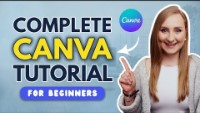 COMPLETE
CANVA
TUTORIAL
FOR BEGINNERS
Canva